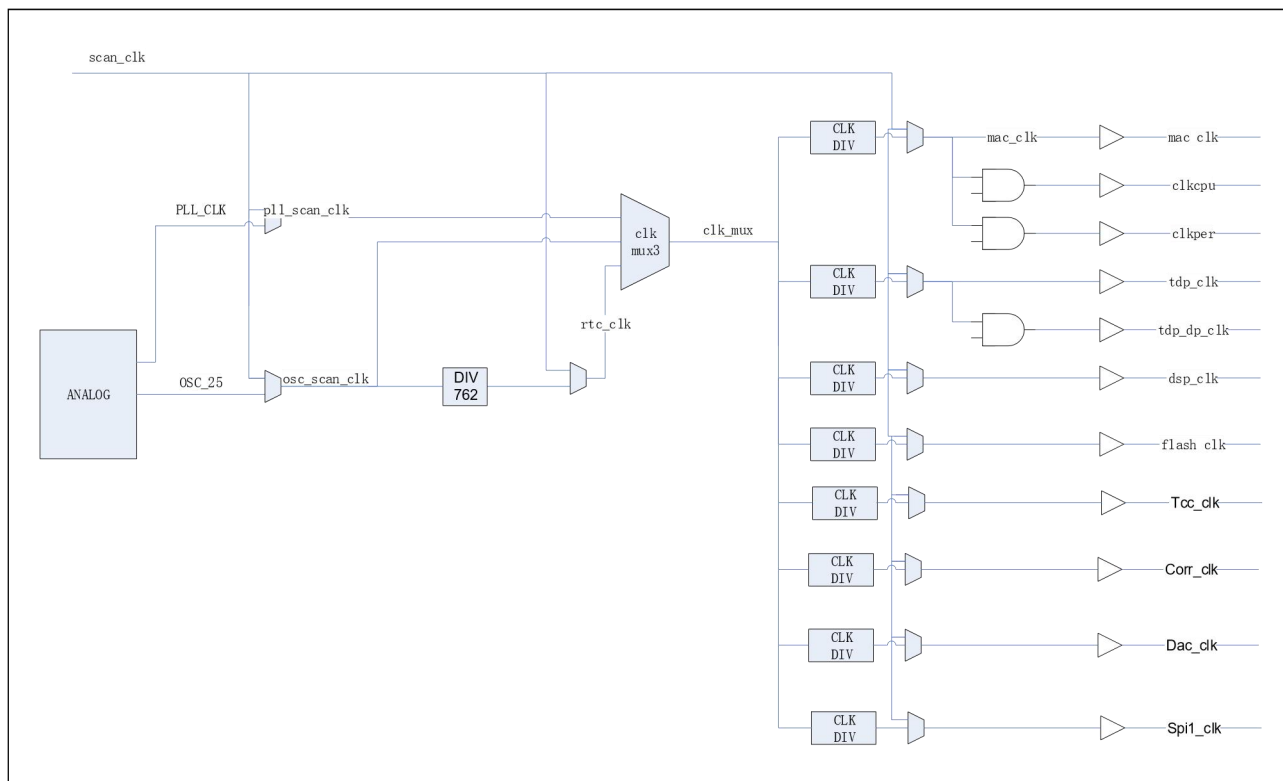 scan_clk
CLK
DIV
mac_clk
mac clk
clkcpu
PLL_CLK
pll_scan_clk
clk
mux3
clk_mux
clkper
CLK
DIV
tdp_clk
rtc_clk
tdp_dp_clk
ANALOG
OSC_25
osc_scan_clk
DIV
762
CLK
DIV
dsp_clk
CLK
DIV
flash clk
CLK
DIV
Tcc_clk
CLK
DIV
Corr_clk
CLK
DIV
Dac_clk
CLK
DIV
Spi1_clk